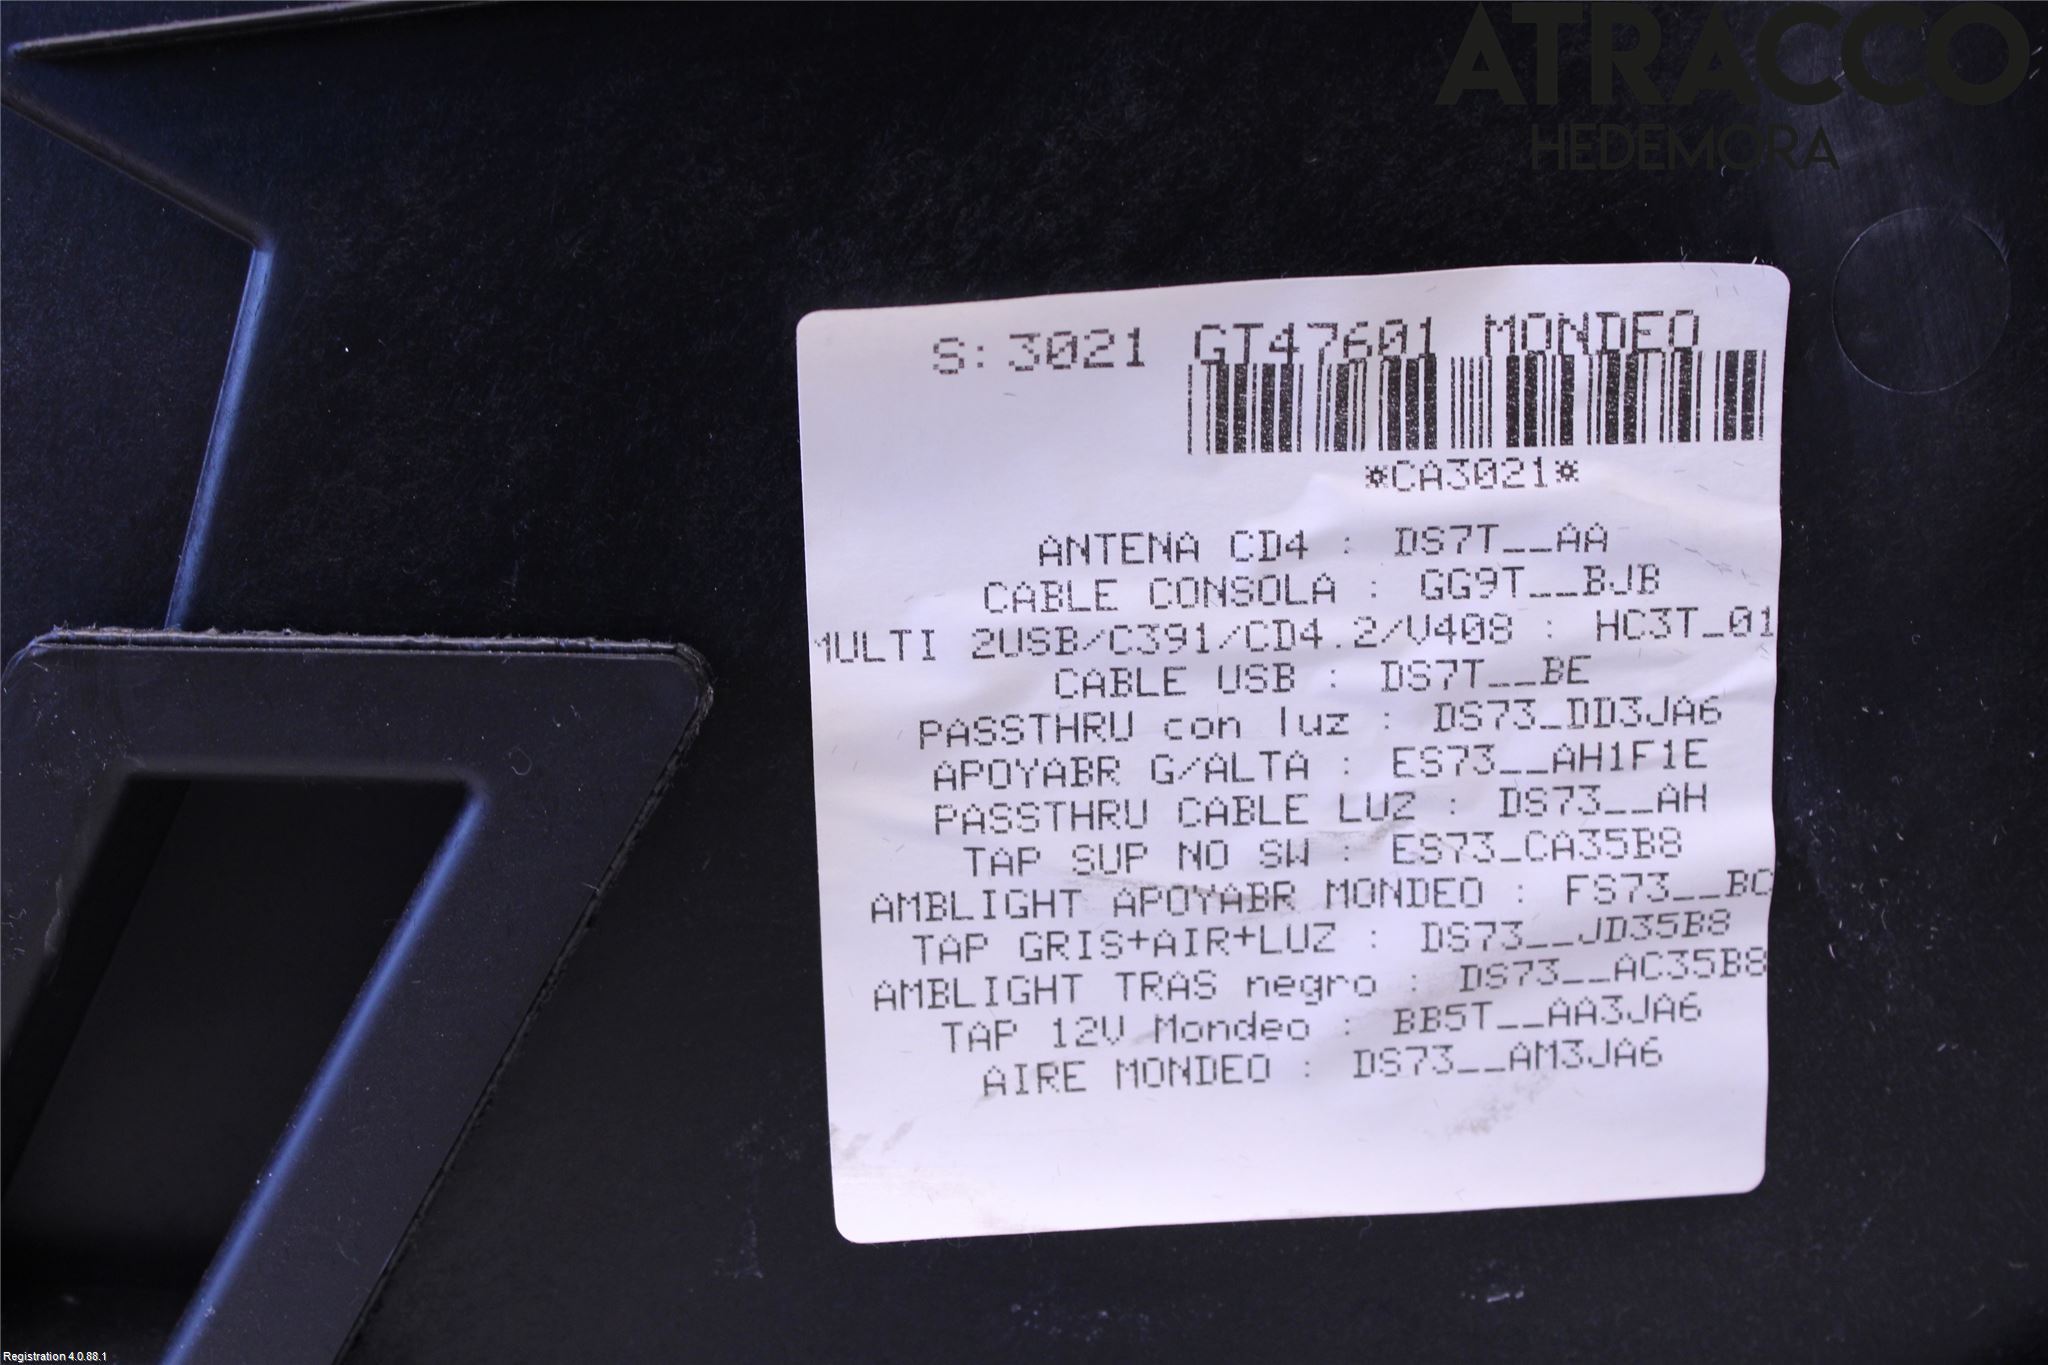 ATRACCO
HEDEMORA
S: 3021 GT47601 MONDEO
*CA3021*
ANTENA CD4 : DS7T__AA
CABLE CONSOLA : GG9T__BJB
MULTI 2USB/C391/CD4.2/V408 : HC3T_01
CABLE USB : DS7T__BE
PASSTHRU con luz : DS73_DD3JA6
APOYABR G/ALTA : ES73__AH1F1E
PASSTHRU CABLE LUZ : DS73__AH
TAP SUP NO SW : ES73_CA35B8
AMBLIGHT APOYABR MONDEO : FS73__BC
TAP GRIS+AIR+LUZ : DS73__JD35B8
AMBLIGHT TRAS negro : DS73__AC35B8
TAP 12V Mondeo : BB5T__AA3JA6
AIRE MONDEO : DS73__AM3JA6
Registration 4.0.88.1